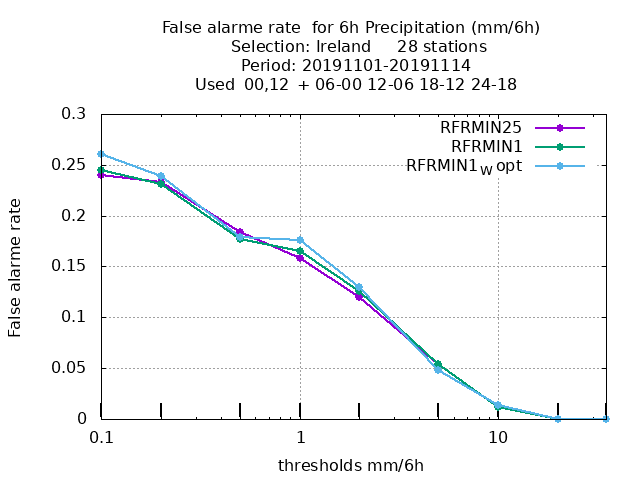 False alarme rate  for 6h Precipitation (mm/6h)
Selection: Ireland     28 stations
Period: 20191101-20191114
Used  00,12  + 06-00 12-06 18-12 24-18
RFRMIN25
RFRMIN1
RFRMIN1W opt
0.3
0.25
0.2
0.15
0.1
0.05
0
False alarme rate
0.1 1 10
thresholds mm/6h